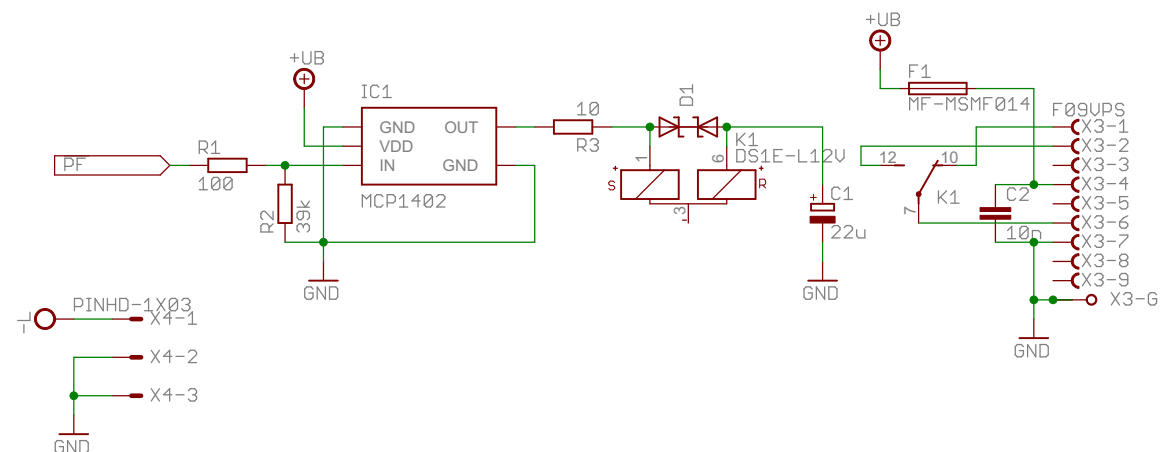 +UB
+UB
F1
MF-MSMF014
IC1
D1
F09VPS
10
GND
OUT
VDD
IN
GND
R3
X3-1
K1
DS1E-L12V
X3-2
R1
PF
100
MCP1402
1
6
12
10
X3-3
X3-4
S
R
K1
C2
C1
X3-5
R2
39k
3
7
X3-6
22u
10n
X3-7
X3-8
GND
GND
X3-9
PINHD-1X03
X3-G
-L
X4-1
GND
X4-2
X4-3
GND